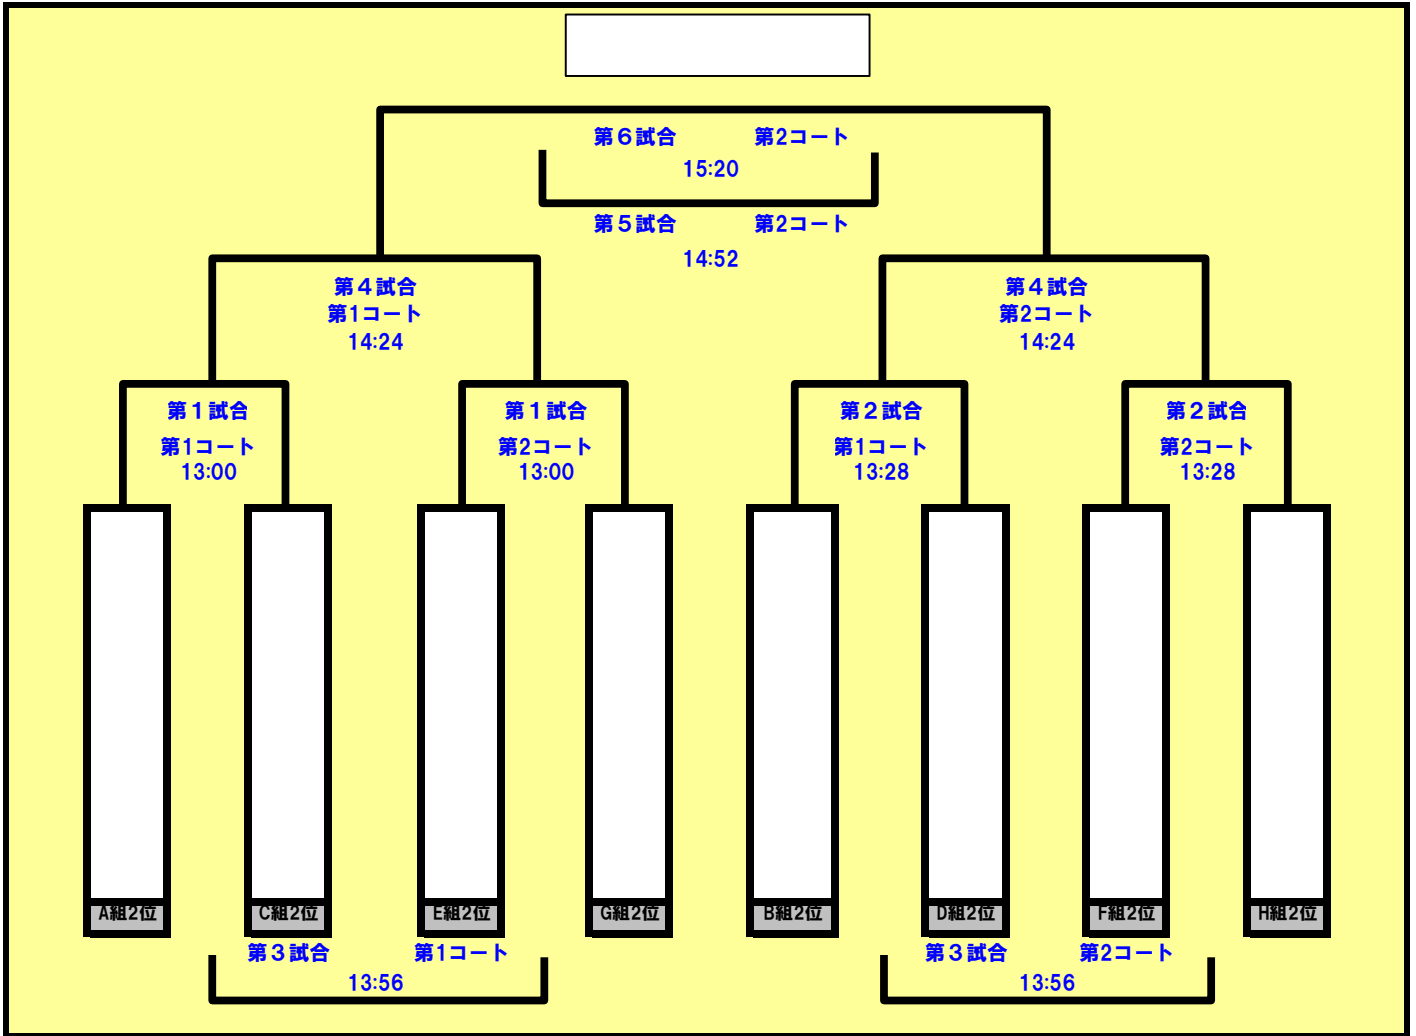 第６試合 第2コート
15:20
第５試合 第2コート
14:52
第４試合
第1コート
14:24
第４試合
第2コート
14:24
第１試合
第1コート
13:00
第１試合
第2コート
13:00
第２試合
第1コート
13:28
第２試合
第2コート
13:28
A組2位 C組2位 E組2位 G組2位 B組2位 D組2位 F組2位 H組2位
第３試合 第1コート
13:56
第３試合 第2コート
13:56